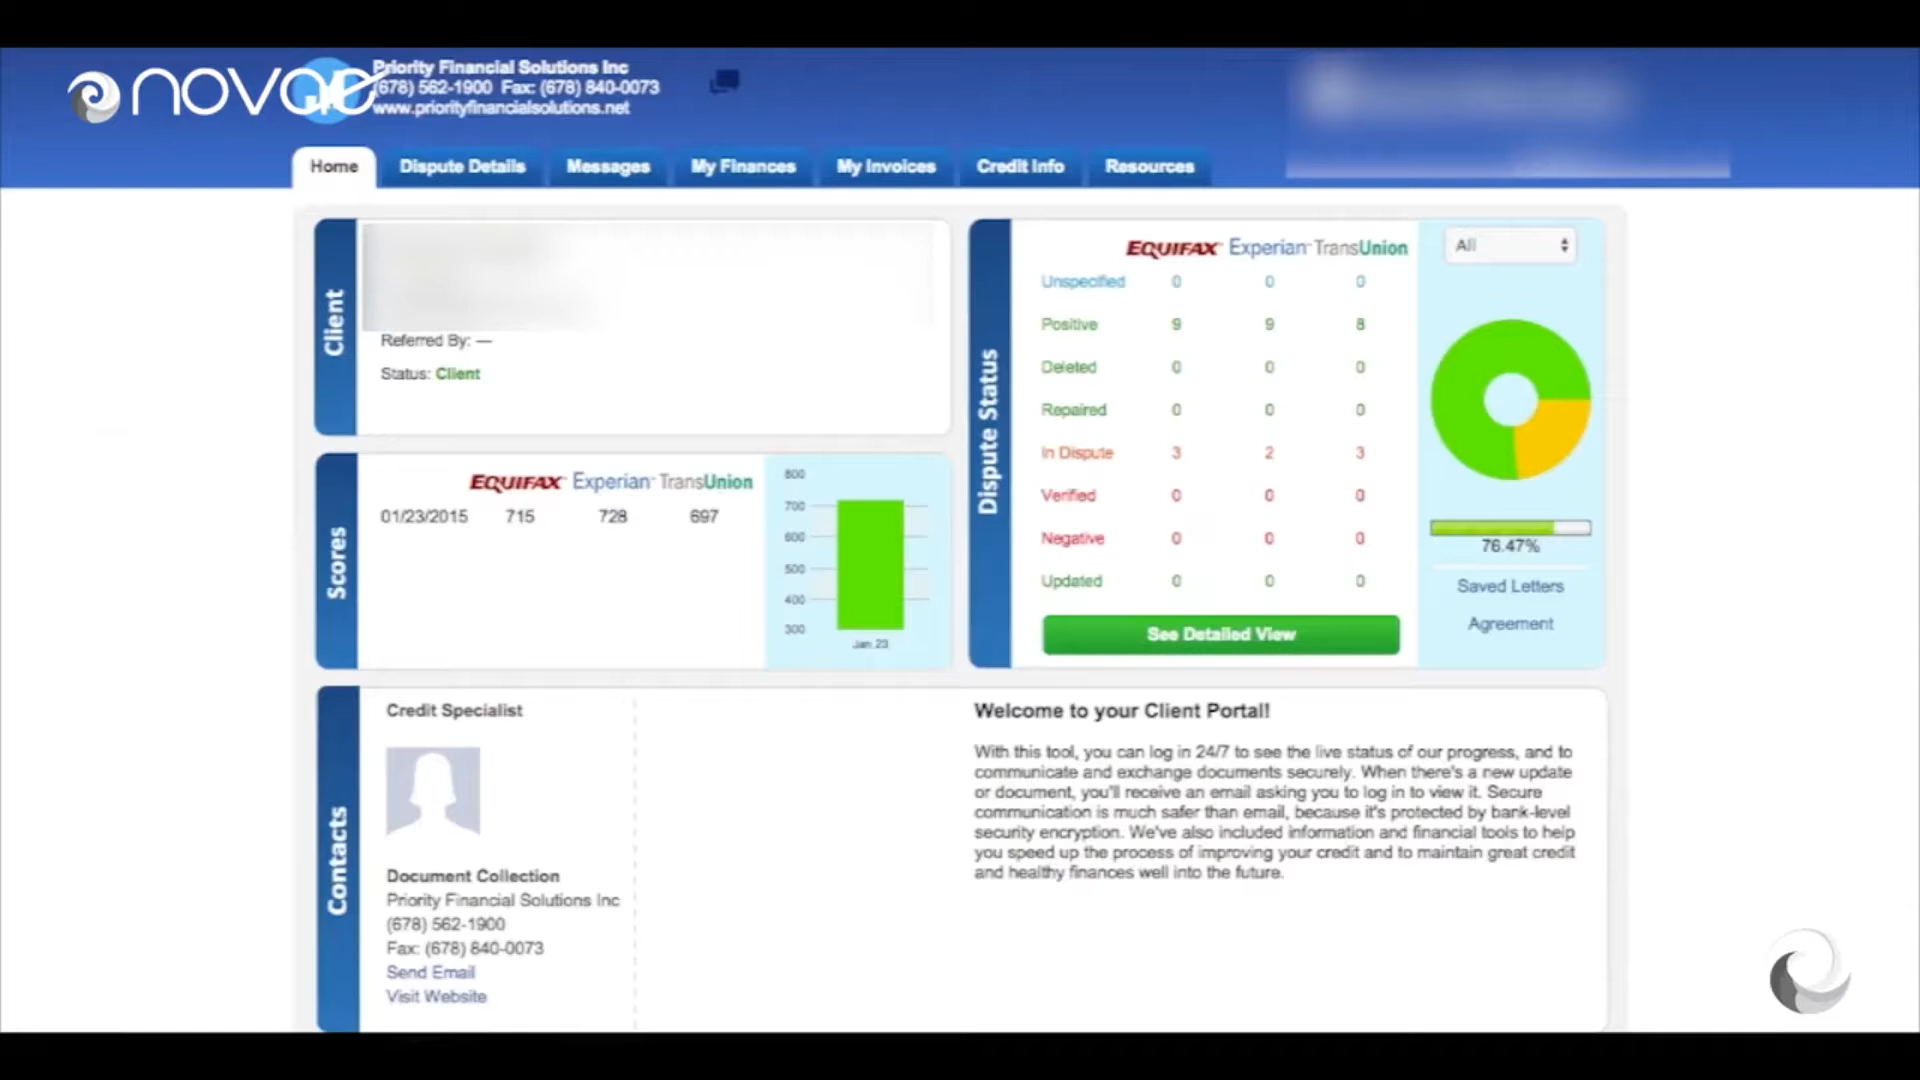 novae
Priority Financial Solutions Inc
(678) 562-1900 Fax: (678) 840-0073
www.priorityfinancialsolutions.net
Home
Dispute Details
Messages
My Finances
My Invoices
Credit Info
Resources
Client
Referred By: —
Status: Client
Scores
EQUIFAX Experian TransUnion
01/23/2015 715 728 697
800
700
600
500
400
300
Jan 23
Dispute Status
EQUIFAX Experian TransUnion
Unspecified 0 0 0
Positive 9 9 8
Deleted 0 0 0
Repaired 0 0 0
In Dispute 3 2 3
Verified 0 0 0
Negative 0 0 0
Updated 0 0 0
See Detailed View
All
76.47%
Saved Letters
Agreement
Contacts
Credit Specialist
Document Collection
Priority Financial Solutions Inc
(678) 562-1900
Fax: (678) 840-0073
Send Email
Visit Website
Welcome to your Client Portal!
With this tool, you can log in 24/7 to see the live status of our progress, and to
communicate and exchange documents securely. When there's a new update
or document, you'll receive an email asking you to log in to view it. Secure
communication is much safer than email, because it's protected by bank-level
security encryption. We've also included information and financial tools to help
you speed up the process of improving your credit and to maintain great credit
and healthy finances well into the future.